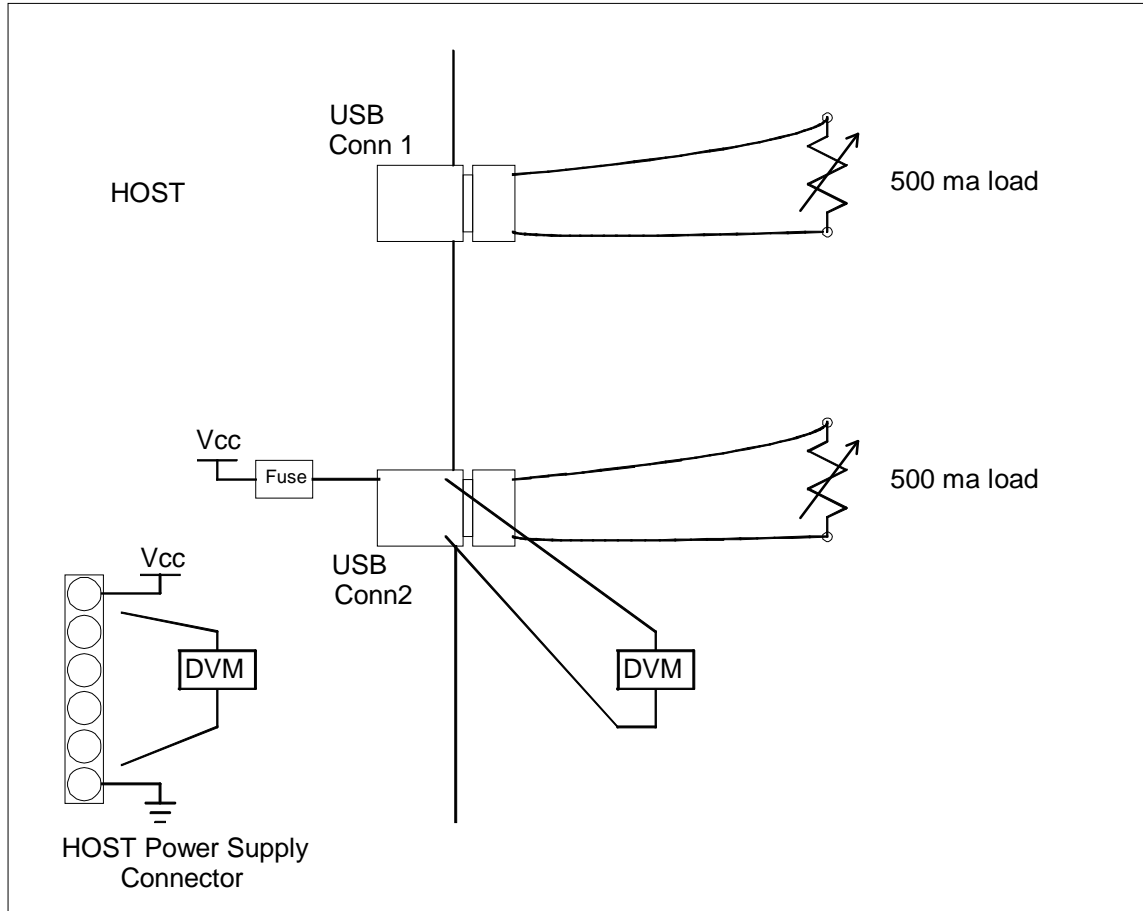 USB
Conn 1
HOST
500 ma load
Vcc
Fuse
500 ma load
USB
Conn2
Vcc
DVM
DVM
HOST Power Supply
Connector